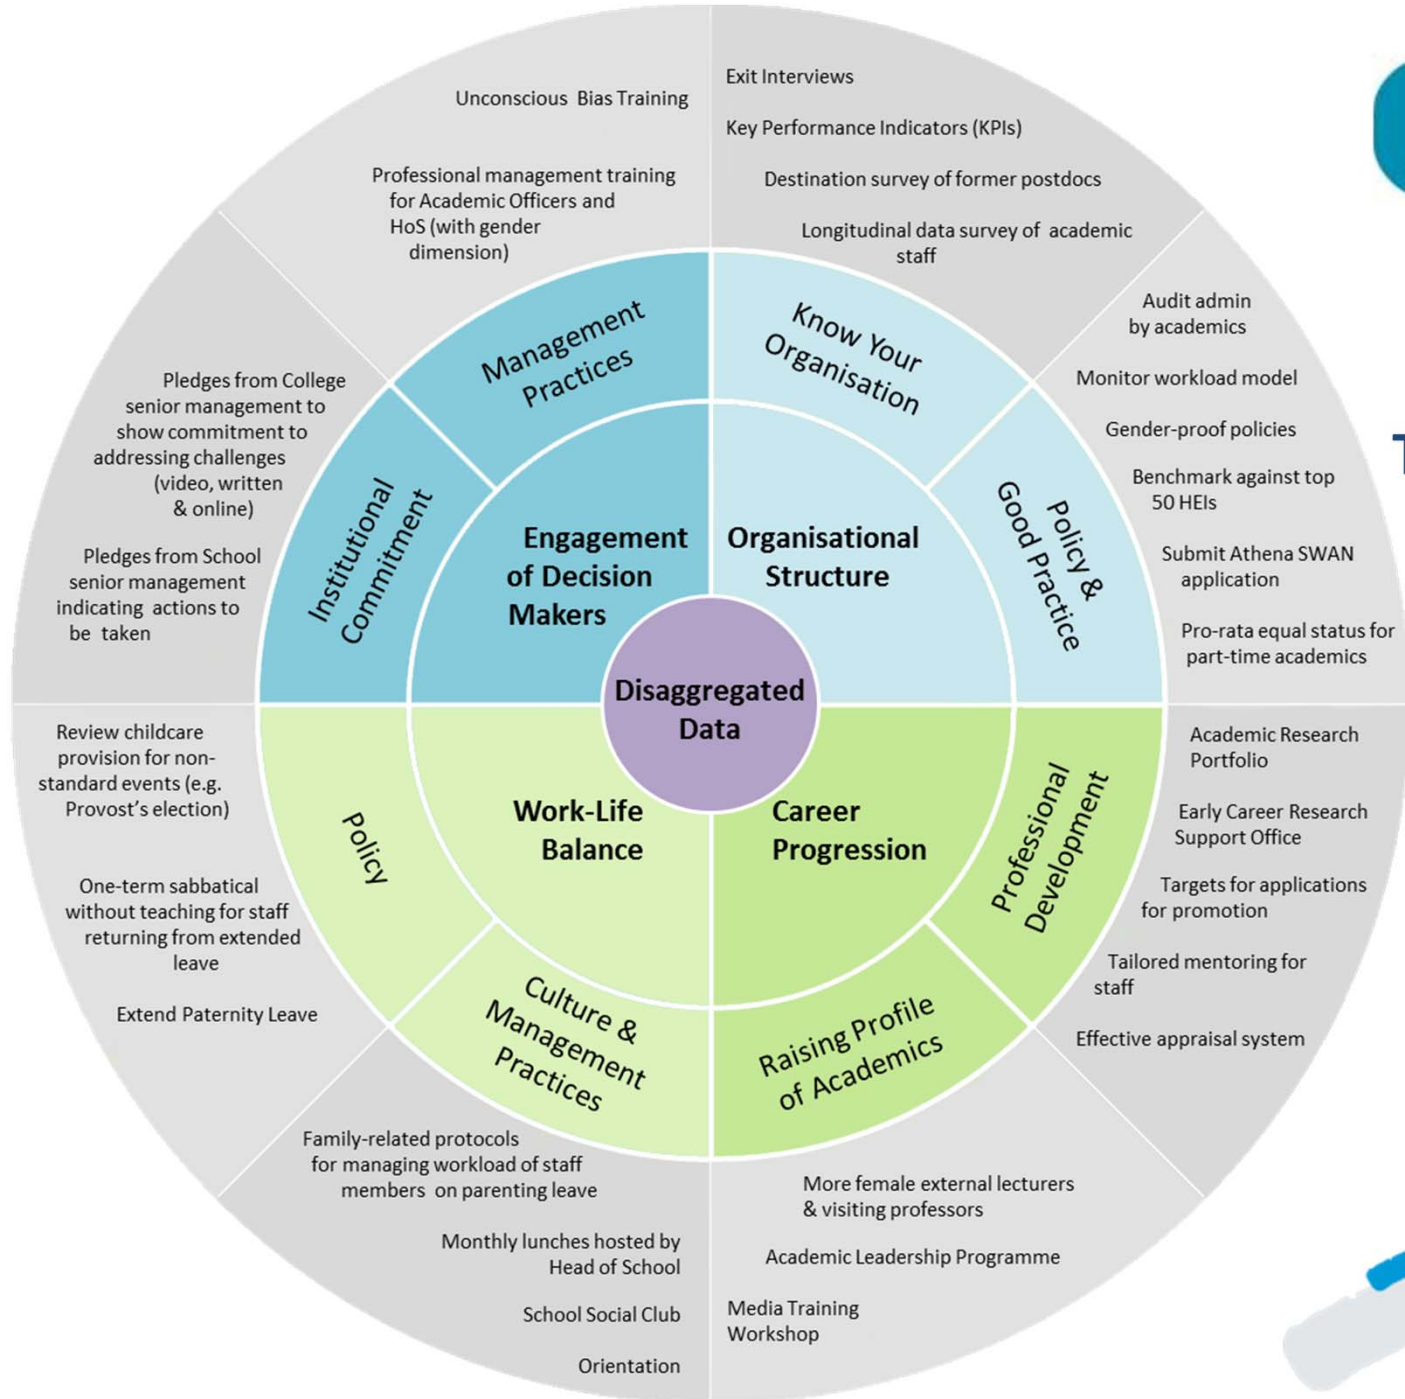 Unconscious Bias Training
Professional management training
for Academic Officers and
HoS (with gender
dimension)
Exit Interviews
Key Performance Indicators (KPIs)
Destination survey of former postdocs
Longitudinal data survey of academic
staff
Audit admin
by academics
Monitor workload model
Gender-proof policies
Benchmark against top
50 HEIs
Submit Athena SWAN
application
Pro-rata equal status for
part-time academics
Pledges from College
senior management to
show commitment to
addressing challenges
(video, written
& online)
Pledges from School
senior management
indicating actions to
be taken
Management
Practices
Know Your
Organisation
Institutional
Commitment
Policy &
Good Practice
Engagement
of Decision
Makers
Organisational
Structure
Disaggregated
Data
Work-Life
Balance
Career
Progression
Policy
Culture &
Management
Practices
Raising Profile
of Academics
Professional
Development
Review childcare
provision for non-
standard events (e.g.
Provost’s election)
One-term sabbatical
without teaching for staff
returning from extended
leave
Extend Paternity Leave
Academic Research
Portfolio
Early Career Research
Support Office
Targets for applications
for promotion
Tailored mentoring for
staff
Effective appraisal system
Family-related protocols
for managing workload of staff
members on parenting leave
Monthly lunches hosted by
Head of School
School Social Club
Orientation
More female external lecturers
& visiting professors
Academic Leadership Programme
Media Training
Workshop